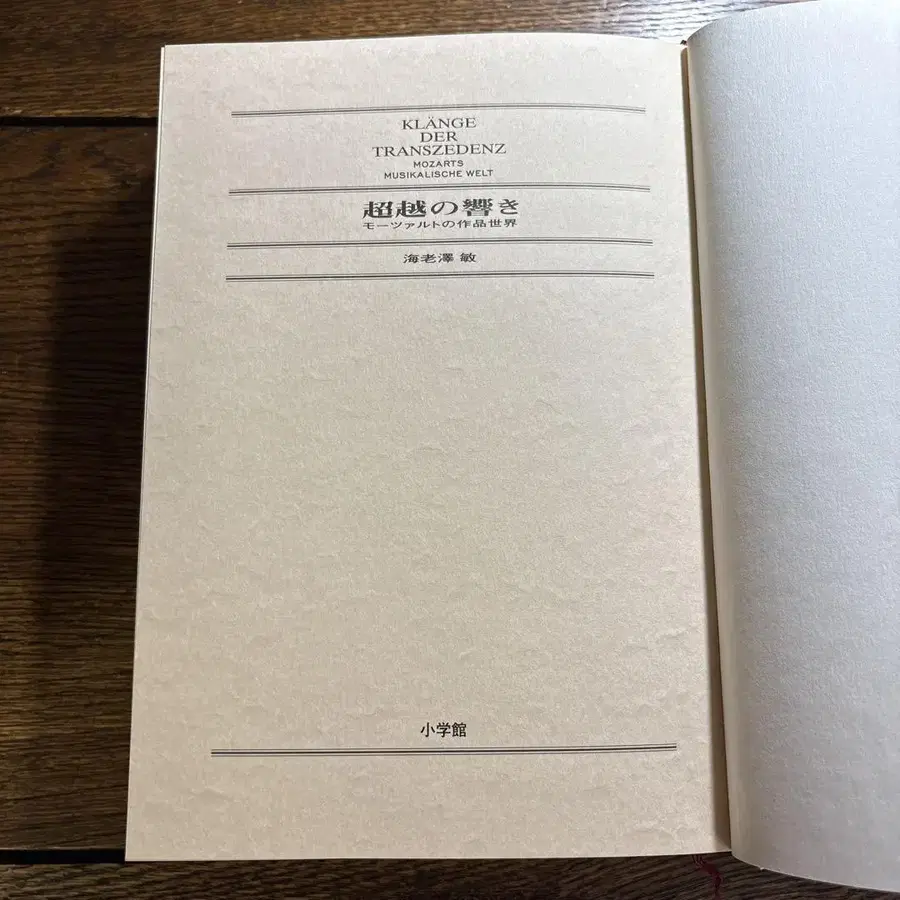 KLÄNGE
DER
TRANSZEDENZ
MOZARTS
MUSIKALISCHE WELT
超越の響き
モーツァルトの作品世界
海老澤 敏
小学館